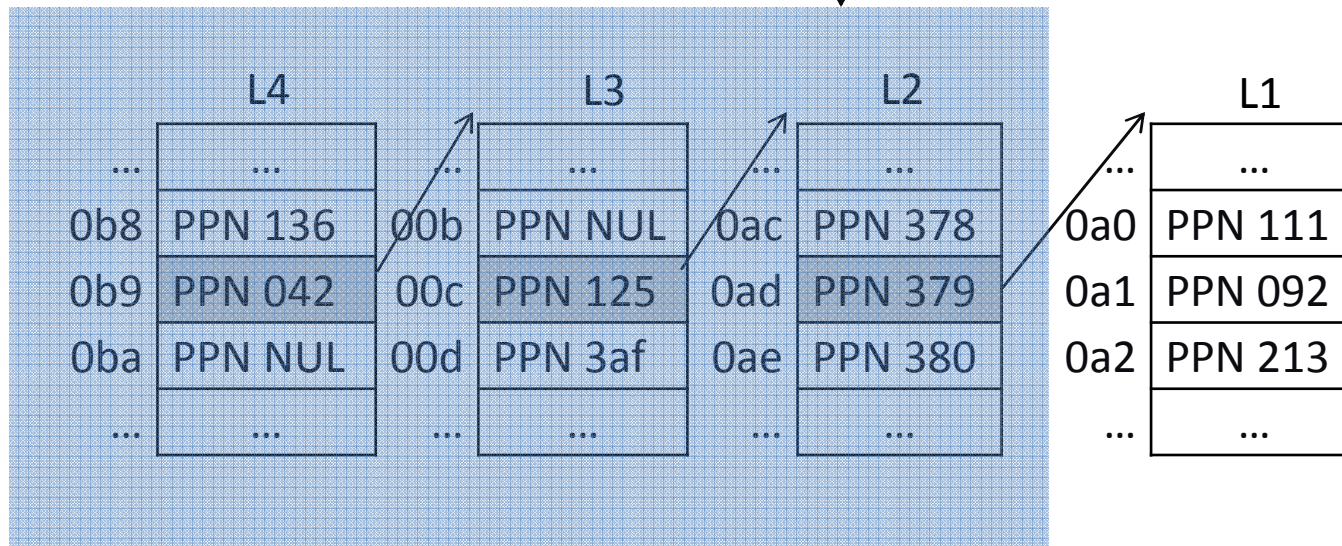 L4 L3 L2 L1
... ... ... ... ... ... ... ...
0b8 PPN 136 00b PPN NUL 0ac PPN 378 0a0 PPN 111
0b9 PPN 042 00c PPN 125 0ad PPN 379 0a1 PPN 092
0ba PPN NUL 00d PPN 3af 0ae PPN 380 0a2 PPN 213
... ... ... ... ... ... ... ...